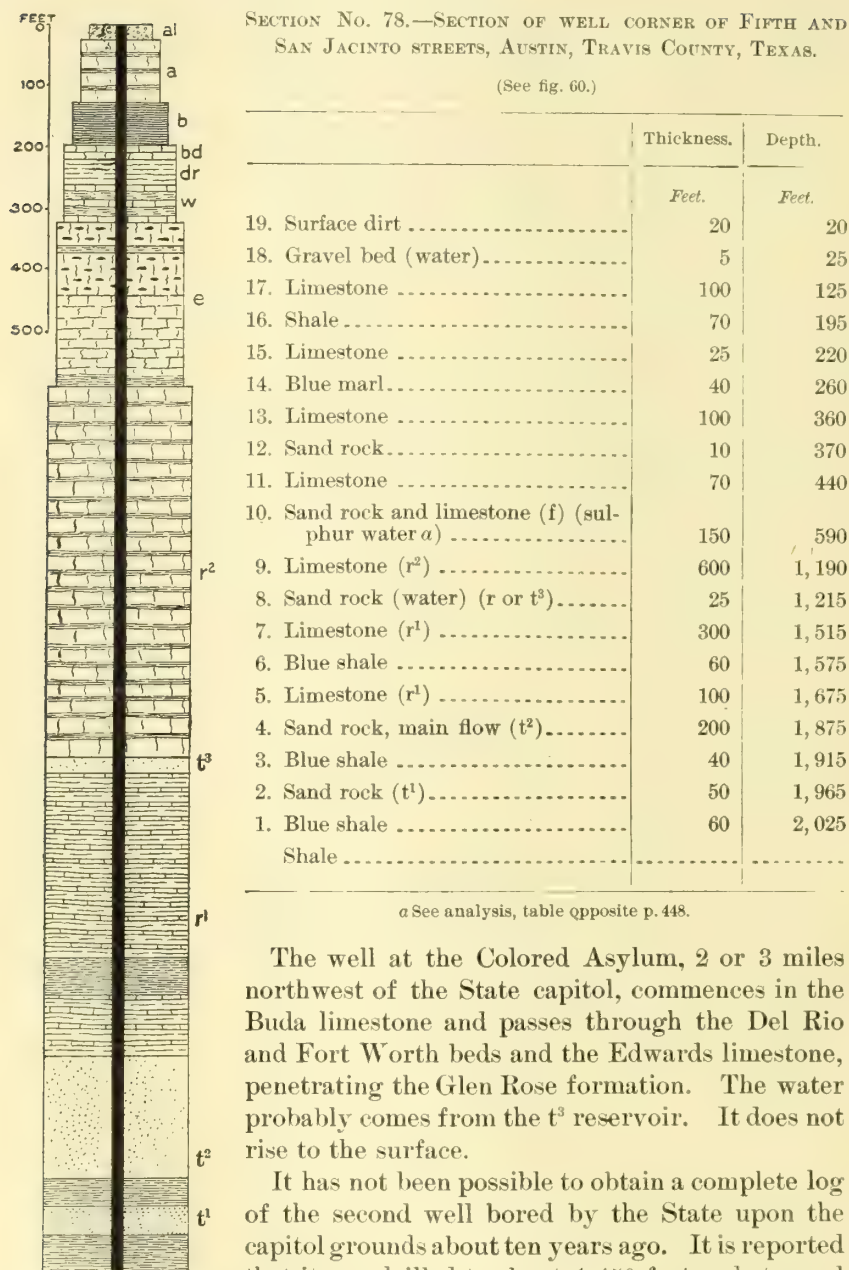 FEET
0
100
200
300
400
500
al
a
b
bd
dr
w
e
r²
t³
r¹
t²
t¹
SECTION No. 78.—SECTION OF WELL CORNER OF FIFTH AND
SAN JACINTO STREETS, AUSTIN, TRAVIS COUNTY, TEXAS.
(See fig. 60.)
Thickness. Depth.
Feet. Feet.
19. Surface dirt 20 20
18. Gravel bed (water) 5 25
17. Limestone 100 125
16. Shale 70 195
15. Limestone 25 220
14. Blue marl 40 260
13. Limestone 100 360
12. Sand rock 10 370
11. Limestone 70 440
10. Sand rock and limestone (f) (sul-
phur water a) 150 590
9. Limestone (r²) 600 1,190
8. Sand rock (water) (r or t³) 25 1,215
7. Limestone (r¹) 300 1,515
6. Blue shale 60 1,575
5. Limestone (r¹) 100 1,675
4. Sand rock, main flow (t²) 200 1,875
3. Blue shale 40 1,915
2. Sand rock (t¹) 50 1,965
1. Blue shale 60 2,025
Shale
a See analysis, table opposite p. 448.
The well at the Colored Asylum, 2 or 3 miles
northwest of the State capitol, commences in the
Buda limestone and passes through the Del Rio
and Fort Worth beds and the Edwards limestone,
penetrating the Glen Rose formation. The water
probably comes from the t³ reservoir. It does not
rise to the surface.
It has not been possible to obtain a complete log
of the second well bored by the State upon the
capitol grounds about ten years ago. It is reported